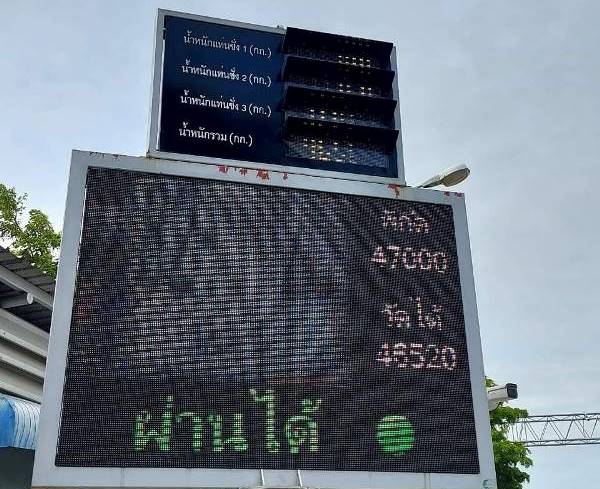 น้ำหนักแท่นชั่ง 1 (กก.)
น้ำหนักแท่นชั่ง 2 (กก.)
น้ำหนักแท่นชั่ง 3 (กก.)
น้ำหนักรวม (กก.)
พิกัด
47000
วัดได้
46520
ผ่านได้